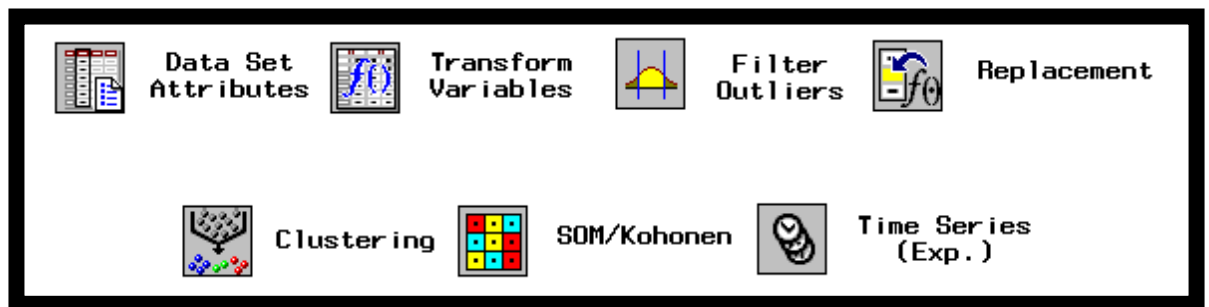 Data Set
Attributes
Transform
Variables
Filter
Outliers
Replacement
Clustering
SOM/Kohonen
Time Series
(Exp.)